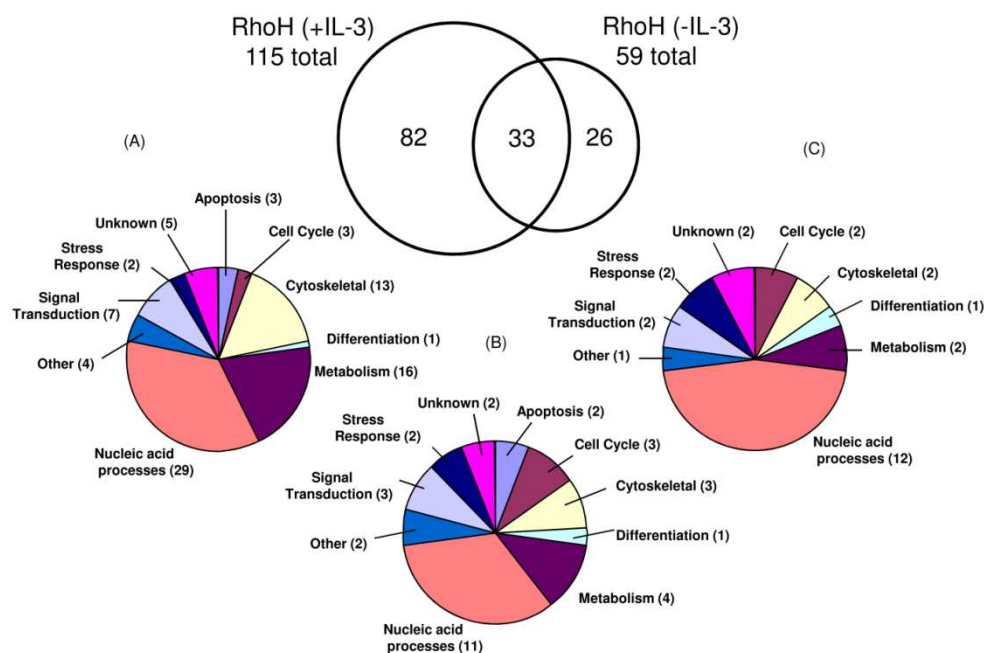 RhoH (+IL-3)
115 total
RhoH (-IL-3)
59 total
82
33
26
(A)
Apoptosis (3)
Unknown (5)
Cell Cycle (3)
Stress
Response (2)
Cytoskeletal (13)
Signal
Transduction (7)
Differentiation (1)
Other (4)
Metabolism (16)
Nucleic acid
processes (29)
(B)
Unknown (2)
Apoptosis (2)
Stress
Response (2)
Cell Cycle (3)
Signal
Transduction (3)
Cytoskeletal (3)
Other (2)
Differentiation (1)
Metabolism (4)
Nucleic acid
processes (11)
(C)
Unknown (2)
Cell Cycle (2)
Stress
Response (2)
Cytoskeletal (2)
Signal
Transduction (2)
Differentiation (1)
Other (1)
Metabolism (2)
Nucleic acid
processes (12)